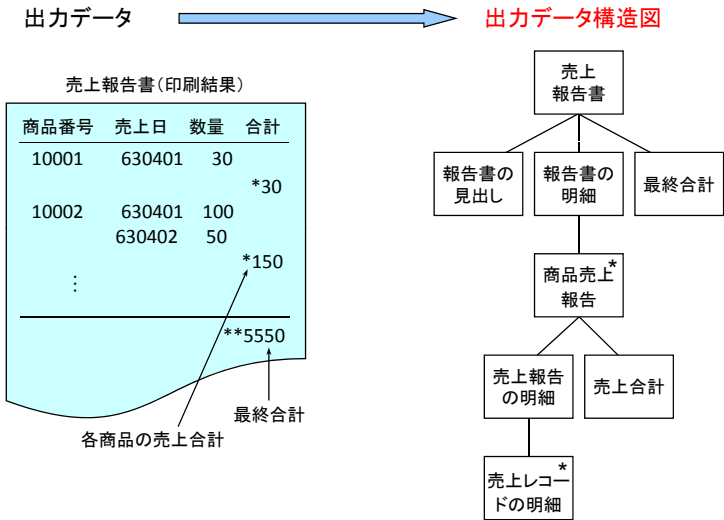 出力データ
出力データ構造図
売上報告書（印刷結果）
商品番号 売上日 数量 合計
10001 630401 30
*30
10002 630401 100
630402 50
*150
⋮
**5550
最終合計
各商品の売上合計
売上
報告書
報告書の
見出し
報告書の
明細
最終合計
商品売上*
報告
売上報告
の明細
売上合計
売上レコー*
ドの明細